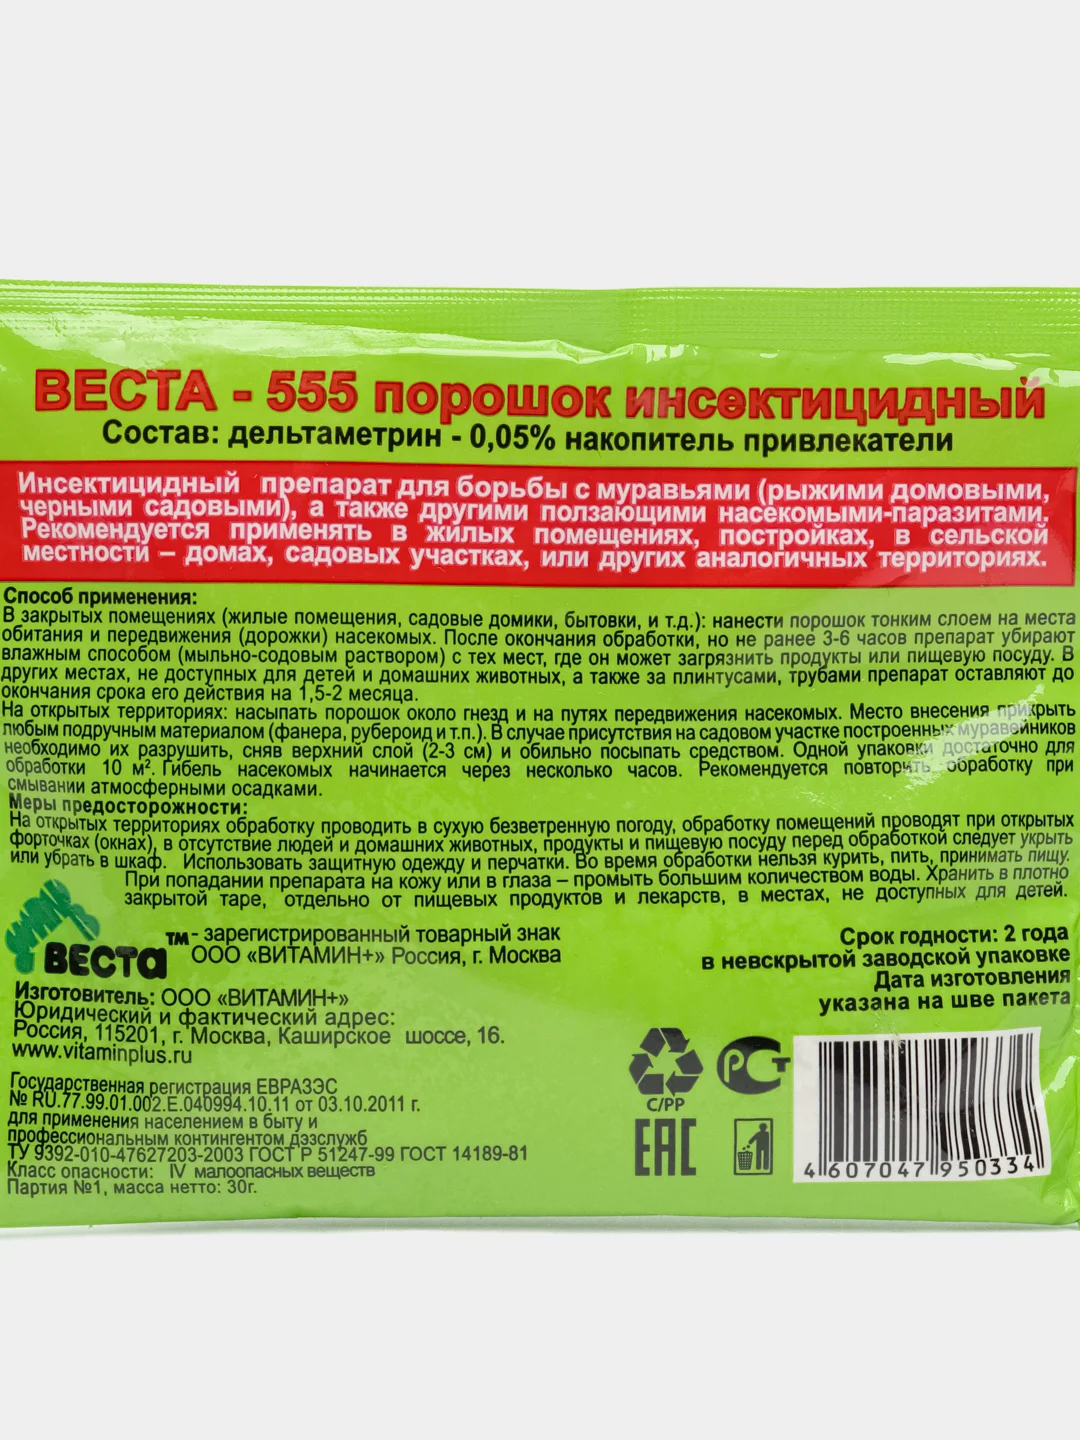 ВЕСТА - 555 порошок инсектицидный
Состав: дельтаметрин - 0,05% накопитель привлекатели
Инсектицидный препарат для борьбы с муравьями (рыжими домовыми,
черными садовыми), а также другими ползающими насекомыми-паразитами.
Рекомендуется применять в жилых помещениях, постройках, в сельской
местности – домах, садовых участках, или других аналогичных территориях.
Способ применения:
В закрытых помещениях (жилые помещения, садовые домики, бытовки, и т.д.): нанести порошок тонким слоем на места
обитания и передвижения (дорожки) насекомых. После окончания обработки, но не ранее 3-6 часов препарат убирают
влажным способом (мыльно-содовым раствором) с тех мест, где он может загрязнить продукты или пищевую посуду. В
других местах, не доступных для детей и домашних животных, а также за плинтусами, трубами препарат оставляют до
окончания срока его действия на 1,5-2 месяца.
На открытых территориях: насыпать порошок около гнезд и на путях передвижения насекомых. Место внесения прикрыть
любым подручным материалом (фанера, рубероид и т.п.). В случае присутствия на садовом участке построенных муравейников
необходимо их разрушить, сняв верхний слой (2-3 см) и обильно посыпать средством. Одной упаковки достаточно для
обработки 10 м². Гибель насекомых начинается через несколько часов. Рекомендуется повторить обработку при
смывании атмосферными осадками.
Меры предосторожности:
На открытых территориях обработку проводить в сухую безветренную погоду, обработку помещений проводят при открытых
форточках (окнах), в отсутствие людей и домашних животных, продукты и пищевую посуду перед обработкой следует укрыть
или убрать в шкаф. Использовать защитную одежду и перчатки. Во время обработки нельзя курить, пить, принимать пищу.
При попадании препарата на кожу или в глаза – промыть большим количеством воды. Хранить в плотно
закрытой таре, отдельно от пищевых продуктов и лекарств, в местах, не доступных для детей.
ВЕСТА ™ - зарегистрированный товарный знак
ООО «ВИТАМИН+» Россия, г. Москва
Срок годности: 2 года
в невскрытой заводской упаковке
Дата изготовления
указана на шве пакета
Изготовитель: ООО «ВИТАМИН+»
Юридический и фактический адрес:
Россия, 115201, г. Москва, Каширское шоссе, 16.
www.vitaminplus.ru
Государственная регистрация ЕВРАЗЭС
№ RU.77.99.01.002.Е.040994.10.11 от 03.10.2011 г.
для применения населением в быту и
профессиональным контингентом дэзслужб
ТУ 9392-010-47627203-2003 ГОСТ Р 51247-99 ГОСТ 14189-81
Класс опасности: IV малоопасных веществ
Партия №1, масса нетто: 30г.
C/PP
РСТ
EAC
4 607047 950334